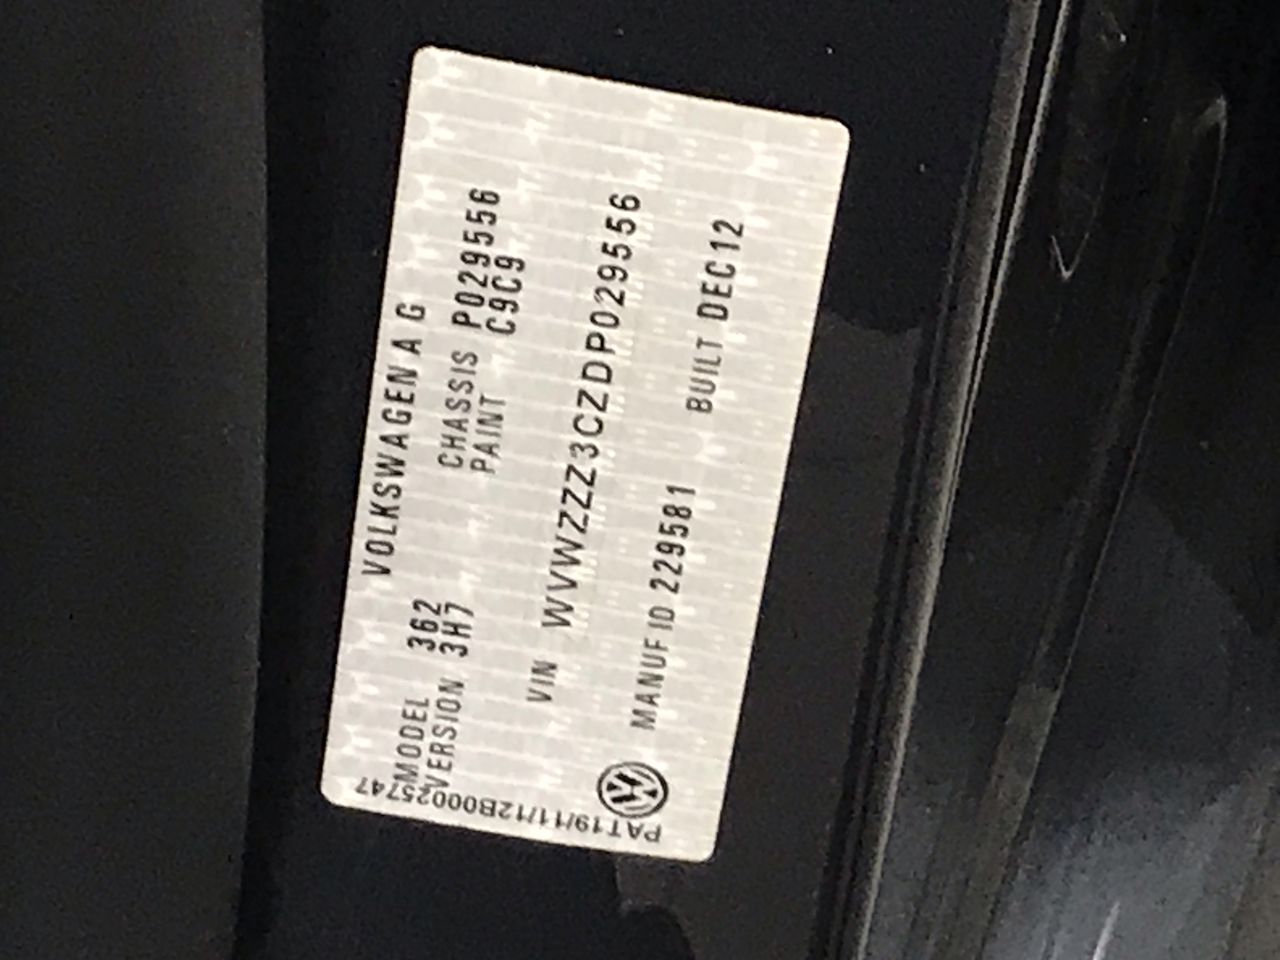 VOLKSWAGEN A G
MODEL 362 CHASSIS P029556
VERSION 3H7 PAINT C9C9
VIN WVWZZZ3CZDP029556
MANUF ID 229581 BUILT DEC12
PAT19/11/12B00025747